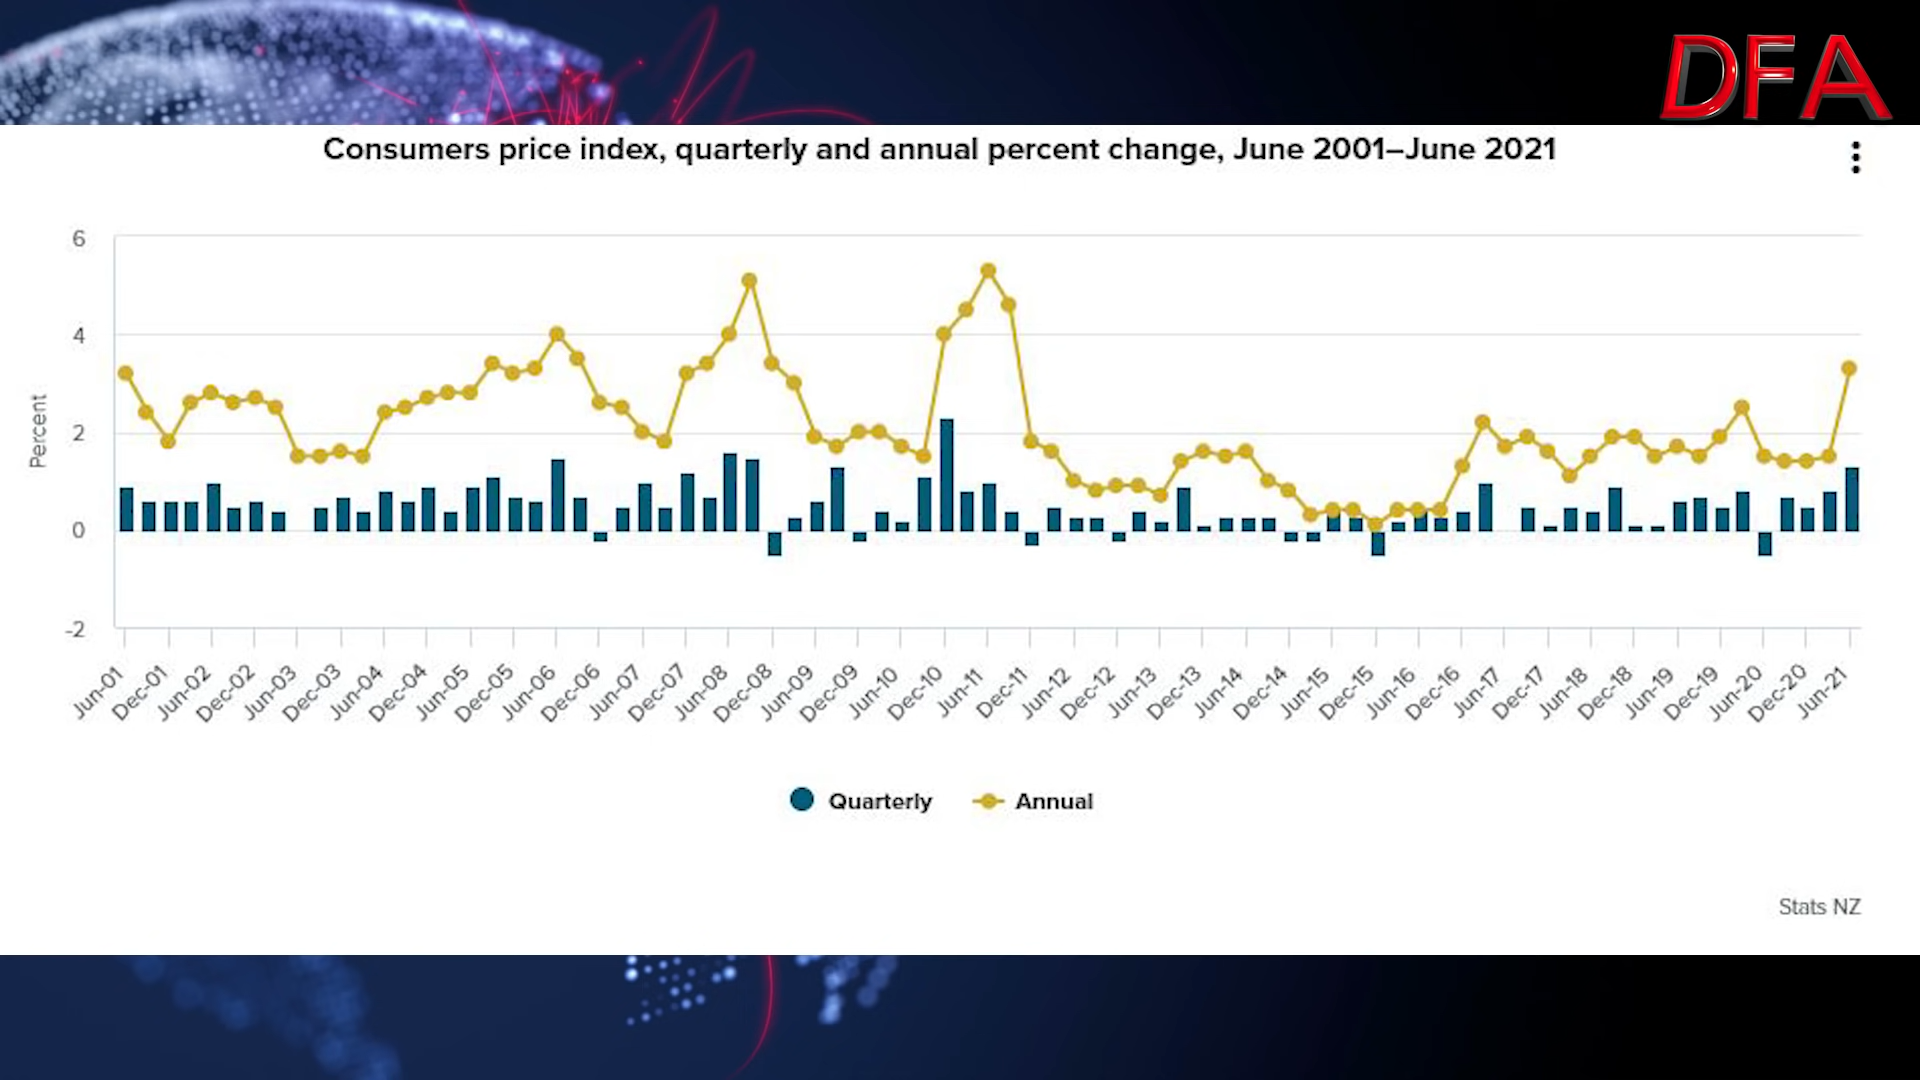 DFA
Consumers price index, quarterly and annual percent change, June 2001–June 2021
6
4
2
0
-2
Percent
Jun-01
Dec-01
Jun-02
Dec-02
Jun-03
Dec-03
Jun-04
Dec-04
Jun-05
Dec-05
Jun-06
Dec-06
Jun-07
Dec-07
Jun-08
Dec-08
Jun-09
Dec-09
Jun-10
Dec-10
Jun-11
Dec-11
Jun-12
Dec-12
Jun-13
Dec-13
Jun-14
Dec-14
Jun-15
Dec-15
Jun-16
Dec-16
Jun-17
Dec-17
Jun-18
Dec-18
Jun-19
Dec-19
Jun-20
Dec-20
Jun-21
Quarterly
Annual
Stats NZ